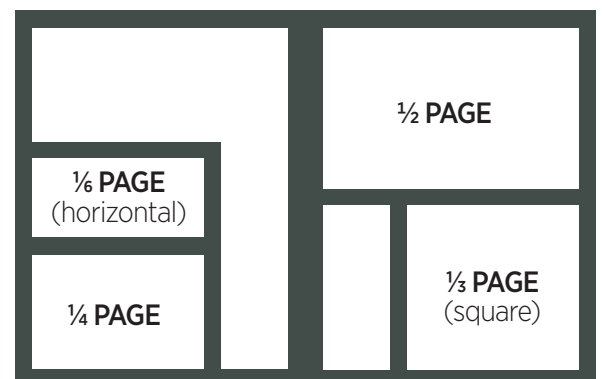 ⅙ PAGE
(horizontal)
¼ PAGE
½ PAGE
⅓ PAGE
(square)